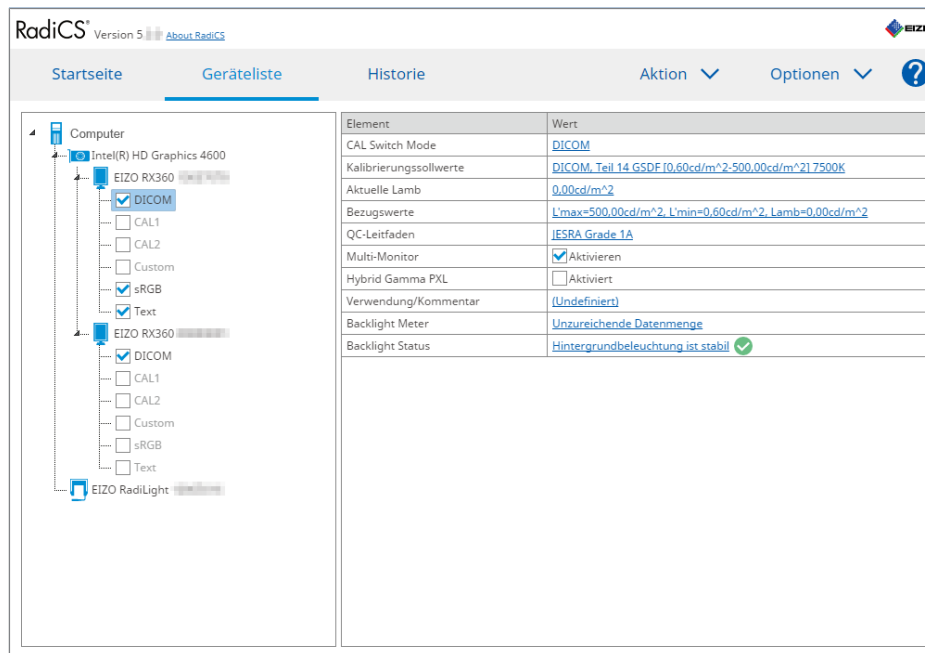 RadiCS® Version 5 About RadiCS
EIZO
Startseite Geräteliste Historie Aktion Optionen ?
Computer
Intel(R) HD Graphics 4600
EIZO RX360
DICOM
CAL1
CAL2
Custom
sRGB
Text
EIZO RX360
DICOM
CAL1
CAL2
Custom
sRGB
Text
EIZO RadiLight
Element Wert
CAL Switch Mode DICOM
Kalibrierungssollwerte DICOM, Teil 14 GSDF [0,60cd/m^2-500,00cd/m^2] 7500K
Aktuelle Lamb 0,00cd/m^2
Bezugswerte L'max=500,00cd/m^2, L'min=0,60cd/m^2, Lamb=0,00cd/m^2
QC-Leitfaden JESRA Grade 1A
Multi-Monitor Aktivieren
Hybrid Gamma PXL Aktiviert
Verwendung/Kommentar (Undefiniert)
Backlight Meter Unzureichende Datenmenge
Backlight Status Hintergrundbeleuchtung ist stabil